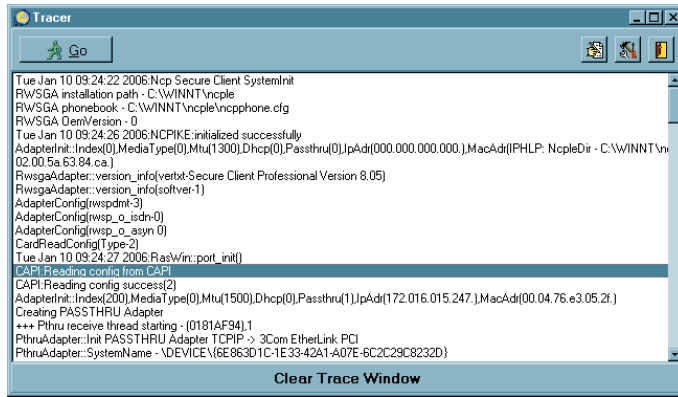 Tracer
Go
Tue Jan 10 09:24:22 2006:Ncp Secure Client SystemInit
RWSGA installation path - C:\WINNT\ncple
RWSGA phonebook - C:\WINNT\ncple\ncpphone.cfg
RWSGA OemVersion - 0
Tue Jan 10 09:24:26 2006:NCPIKE:initialized successfully
AdapterInit::Index(0),MediaType(0),Mtu(1300),Dhcp(0),Passthru(0),IpAdr(000.000.000.000.),MacAdr(IPHLP: NcpleDir - C:\WINNT\n
02.00.5a.63.84.ca.)
RwsgaAdapter::version_info(vertxt-Secure Client Professional Version 8.05)
RwsgaAdapter::version_info(softver-1)
AdapterConfig(rwspdmt-3)
AdapterConfig(rwsp_o_isdn-0)
AdapterConfig(rwsp_o_asyn 0)
CardReadConfig(Type-2)
Tue Jan 10 09:24:27 2006:RasWin::port_init()
CAPI:Reading config from CAPI
CAPI:Reading config success(2)
AdapterInit::Index(200),MediaType(0),Mtu(1500),Dhcp(0),Passthru(1),IpAdr(172.016.015.247.),MacAdr(00.04.76.e3.05.2f.)
Creating PASSTHRU Adapter
+++ Pthru receive thread starting - (0181AF94),1
PthruAdapter::Init PASSTHRU Adapter TCPIP -> 3Com EtherLink PCI
PthruAdapter::SystemName - \DEVICE\{6E863D1C-1E33-42A1-A07E-6C2C29C8232D}
Clear Trace Window